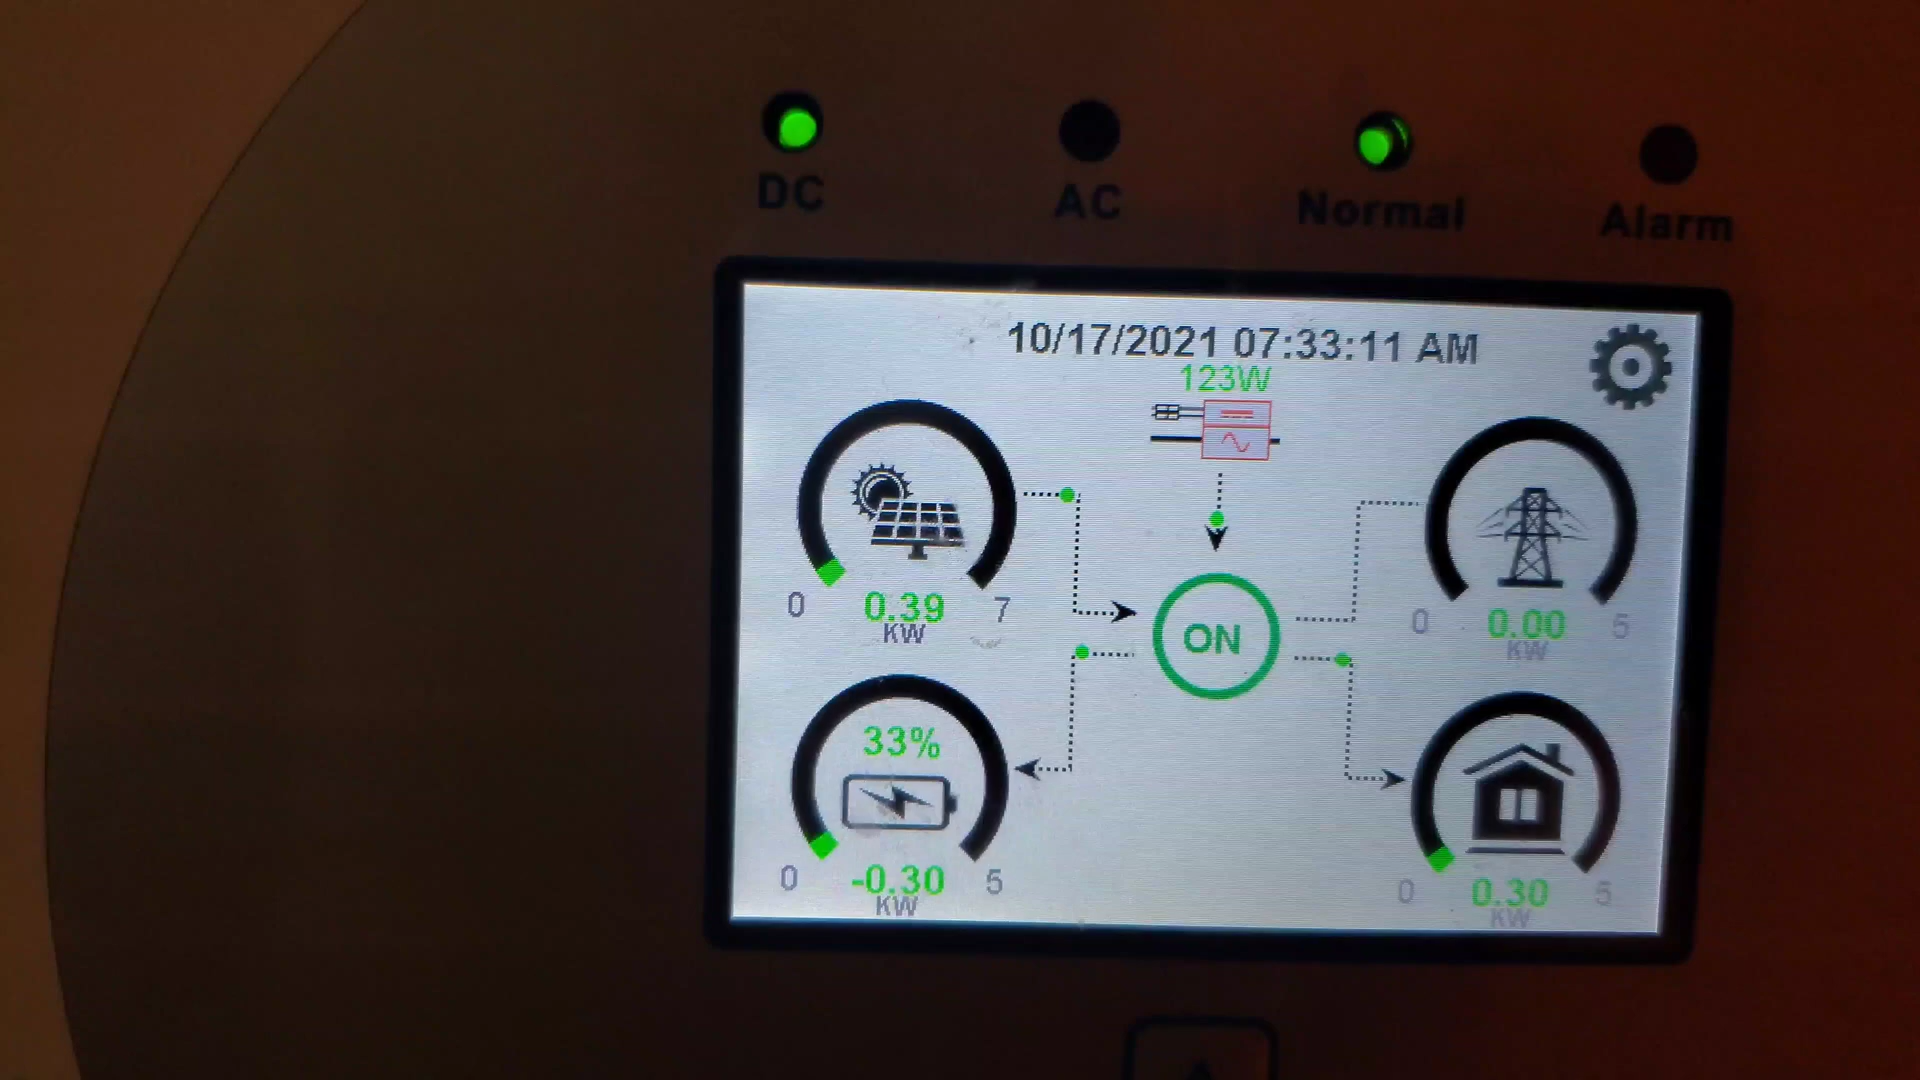 DC AC Normal Alarm
10/17/2021 07:33:11 AM
123W
0 0.39 7
KW
0 0.00 5
KW
ON
33%
0 -0.30 5
KW
0 0.30 5
KW